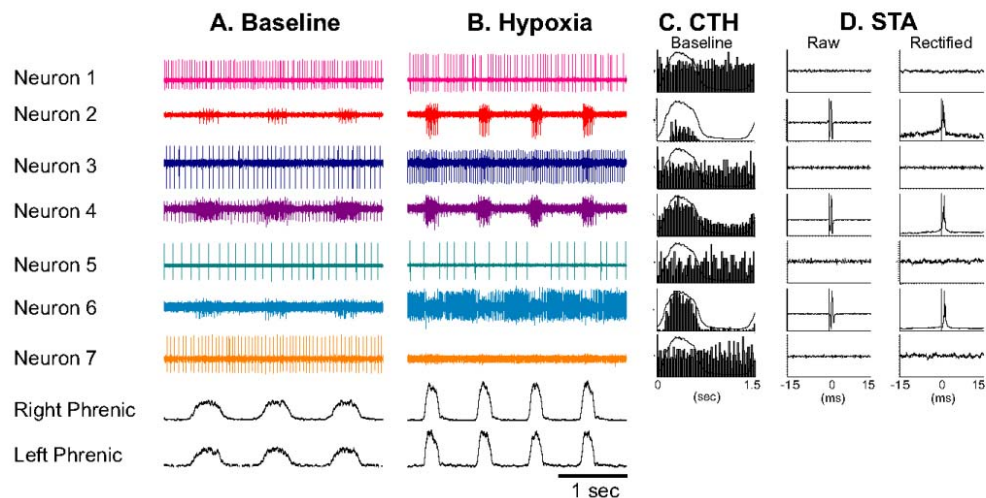 A. Baseline
B. Hypoxia
C. CTH
D. STA
Baseline
Raw
Rectified
Neuron 1
Neuron 2
Neuron 3
Neuron 4
Neuron 5
Neuron 6
Neuron 7
0 1.5
(sec)
-15 0 15
(ms)
-15 0 15
(ms)
Right Phrenic
Left Phrenic
1 sec